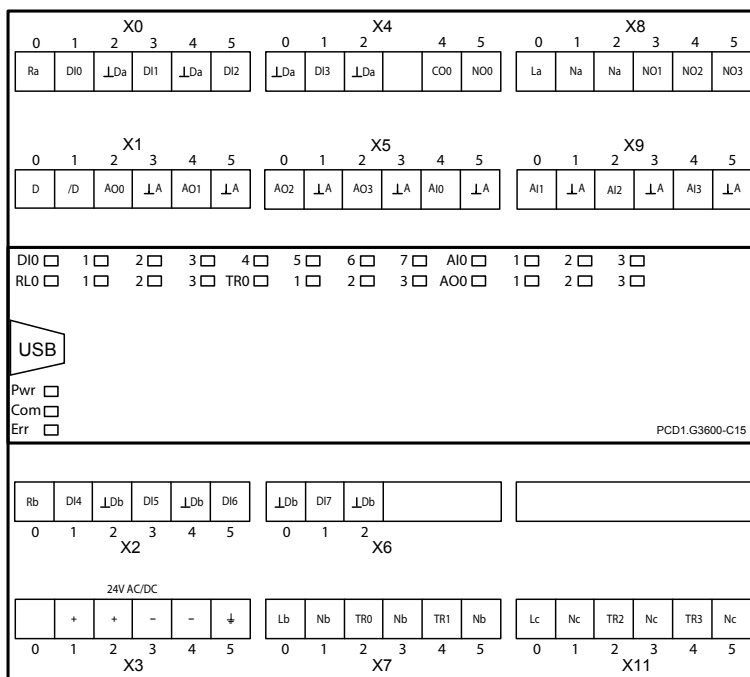 X0 X4 X8
0 1 2 3 4 5 0 1 2 4 5 0 1 2 3 4 5
Ra DI0 ⊥Da DI1 ⊥Da DI2 ⊥Da DI3 ⊥Da CO0 NO0 La Na Na NO1 NO2 NO3
X1 X5 X9
0 1 2 3 4 5 0 1 2 3 4 5 0 1 2 3 4 5
D /D AO0 ⊥A AO1 ⊥A AO2 ⊥A AO3 ⊥A AI0 ⊥A AI1 ⊥A AI2 ⊥A AI3 ⊥A
DI0 1 2 3 4 5 6 7 AI0 1 2 3
RL0 1 2 3 TR0 1 2 3 AO0 1 2 3
USB
Pwr
Com
Err PCD1.G3600-C15
Rb DI4 ⊥Db DI5 ⊥Db DI6 ⊥Db DI7 ⊥Db
0 1 2 3 4 5 0 1 2
X2 X6
24V AC/DC
+ + − − ⏚ Lb Nb TR0 Nb TR1 Nb Lc Nc TR2 Nc TR3 Nc
0 1 2 3 4 5 0 1 2 3 4 5 0 1 2 3 4 5
X3 X7 X11